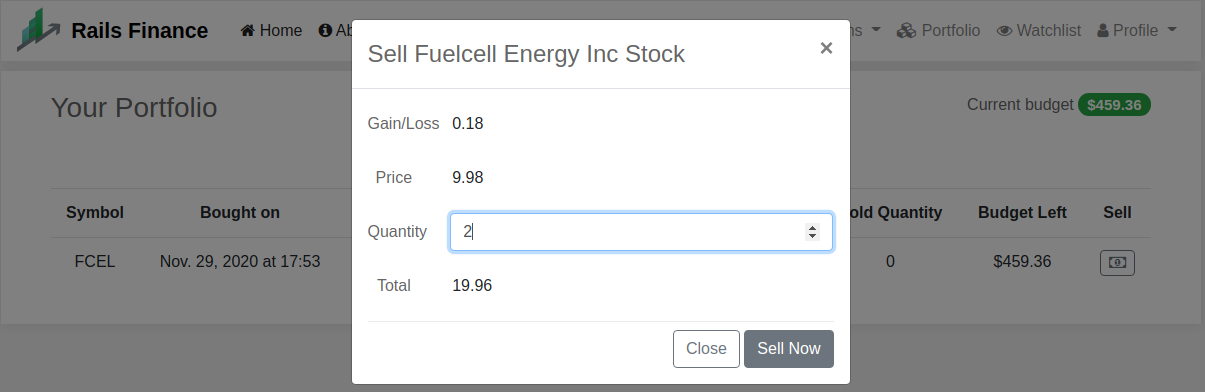 Rails Finance Home Ab ns Portfolio Watchlist Profile
Sell Fuelcell Energy Inc Stock ×
Your Portfolio
Current budget $459.36
Gain/Loss 0.18
Price 9.98
Symbol Bought on old Quantity Budget Left Sell
Quantity 2
FCEL Nov. 29, 2020 at 17:53 0 $459.36
Total 19.96
Close Sell Now